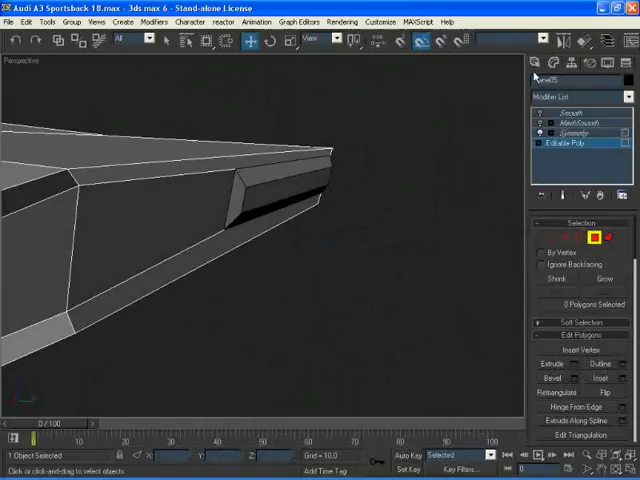 Audi A3 Sportsback 18.max - 3ds max 6 - Stand-alone License
File Edit Tools Group Views Create Modifiers Character reactor Animation Graph Editors Rendering Customize MAXScript Help
All View
Perspective
Modifier List
Smooth
MeshSmooth
Symmetry
Editable Poly
- Selection
By Vertex
Ignore Backfacing
Shrink Grow
0 Polygons Selected
+ Soft Selection
- Edit Polygons
Insert Vertex
Extrude Outline
Bevel Inset
Retriangulate Flip
Hinge From Edge
Extrude Along Spline
Edit Triangulation
0 / 100
0 10 20 30 40 50 60 70 80 90 100
1 Object Selected X: Y: Z: Grid = 10.0 Auto Key Selected
Click or click-and-drag to select objects Add Time Tag Set Key Key Filters... 0